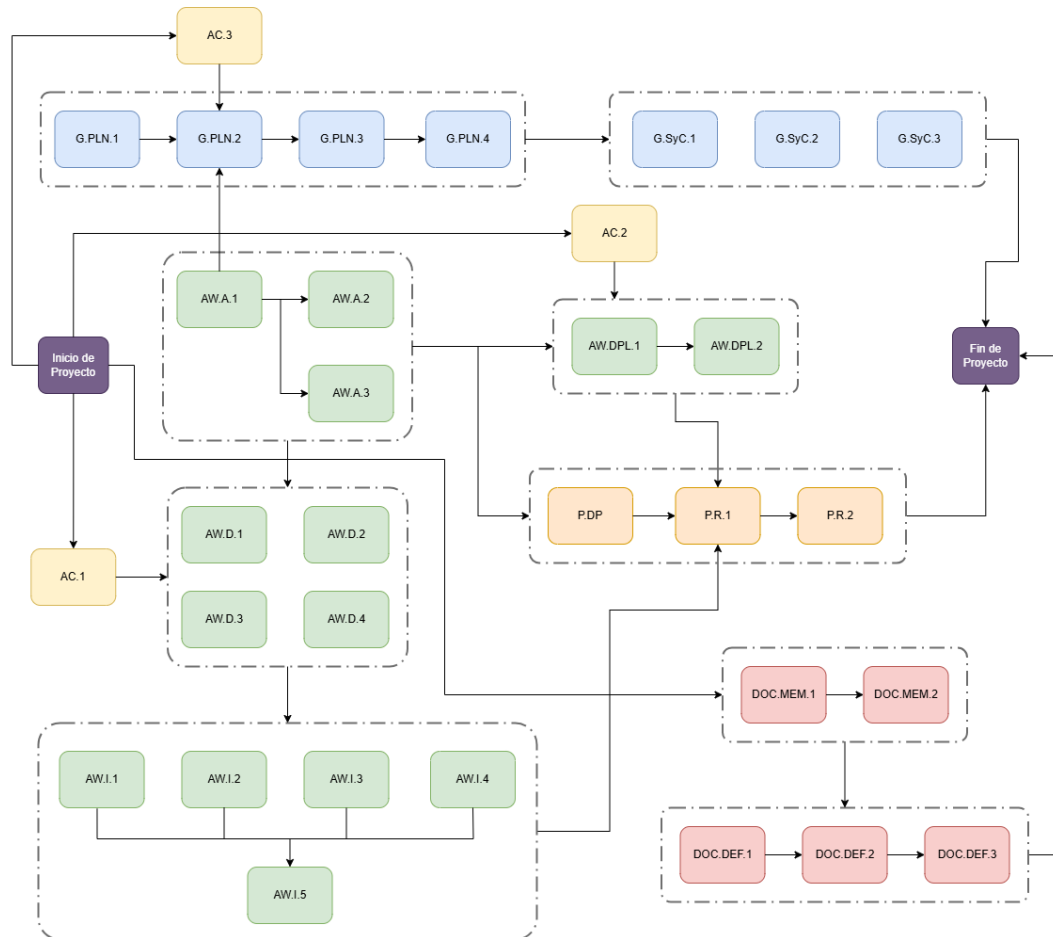 AC.3
G.PLN.1
G.PLN.2
G.PLN.3
G.PLN.4
G.SyC.1
G.SyC.2
G.SyC.3
AC.2
AW.A.1
AW.A.2
AW.A.3
AW.DPL.1
AW.DPL.2
Inicio de
Proyecto
Fin de
Proyecto
P.DP
P.R.1
P.R.2
AW.D.1
AW.D.2
AC.1
AW.D.3
AW.D.4
DOC.MEM.1
DOC.MEM.2
AW.I.1
AW.I.2
AW.I.3
AW.I.4
DOC.DEF.1
DOC.DEF.2
DOC.DEF.3
AW.I.5